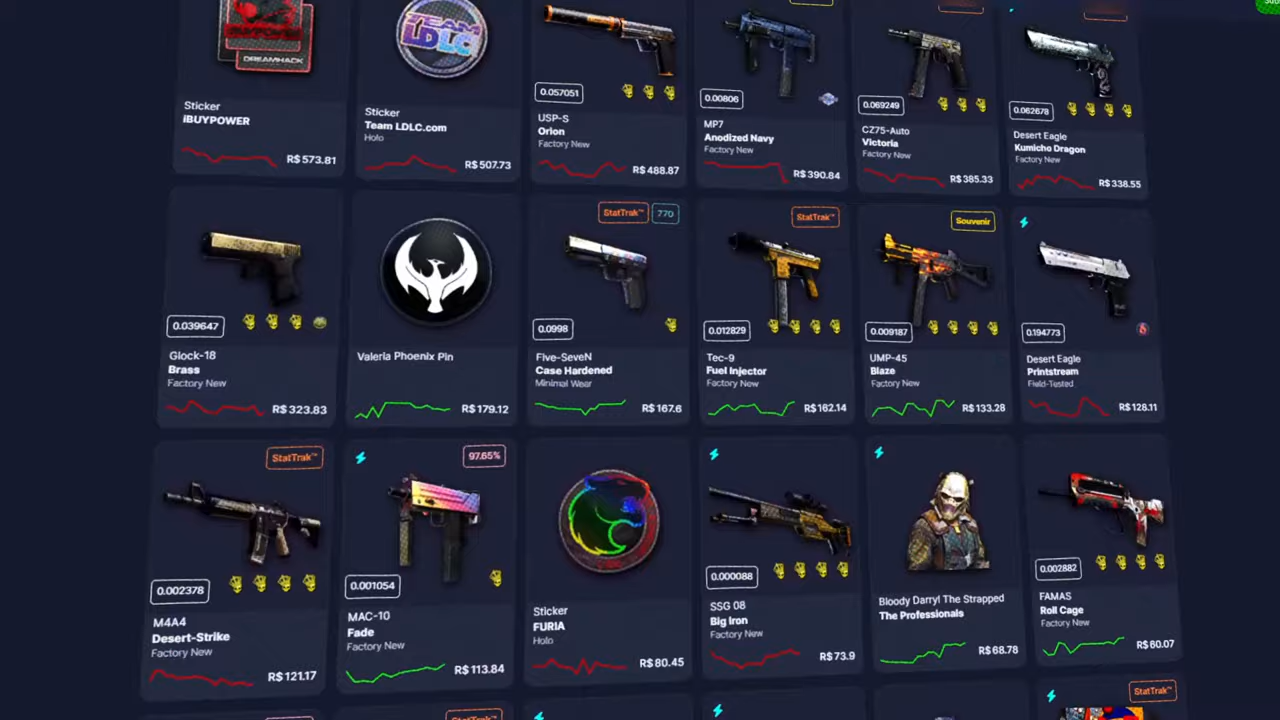 IBUYPOWER
DREAMHACK
Sticker
iBUYPOWER
R$ 573.81
TEAM
LDLC
Sticker
Team LDLC.com
Holo
R$ 507.73
0.057051
USP-S
Orion
Factory New
R$ 488.87
0.00806
MP7
Anodized Navy
Factory New
R$ 390.84
0.069249
CZ75-Auto
Victoria
Factory New
R$ 385.33
0.062678
Desert Eagle
Kumicho Dragon
Factory New
R$ 338.55
0.039647
Glock-18
Brass
Factory New
R$ 323.83
Valeria Phoenix Pin
R$ 179.12
StatTrak™
770
0.0998
Five-SeveN
Case Hardened
Minimal Wear
R$ 167.6
StatTrak™
0.012829
Tec-9
Fuel Injector
Factory New
R$ 162.14
Souvenir
0.009187
UMP-45
Blaze
Factory New
R$ 133.28
0.194773
Desert Eagle
Printstream
Field-Tested
R$ 128.11
StatTrak™
0.002378
M4A4
Desert-Strike
Factory New
R$ 121.17
97.65%
0.001054
MAC-10
Fade
Factory New
R$ 113.84
Sticker
FURIA
Holo
R$ 80.45
0.000088
SSG 08
Big Iron
Factory New
R$ 73.9
Bloody Darryl The Strapped
The Professionals
R$ 68.78
0.002882
FAMAS
Roll Cage
Factory New
R$ 60.07
StatTrak™
StatTrak™